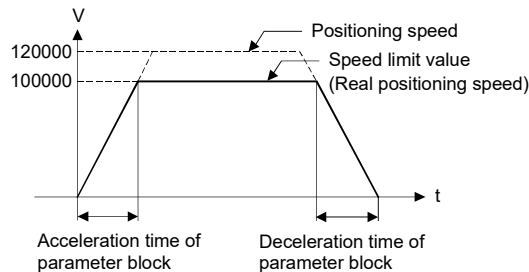 V
Positioning speed
120000
Speed limit value
100000
(Real positioning speed)
t
Acceleration time of
parameter block
Deceleration time of
parameter block